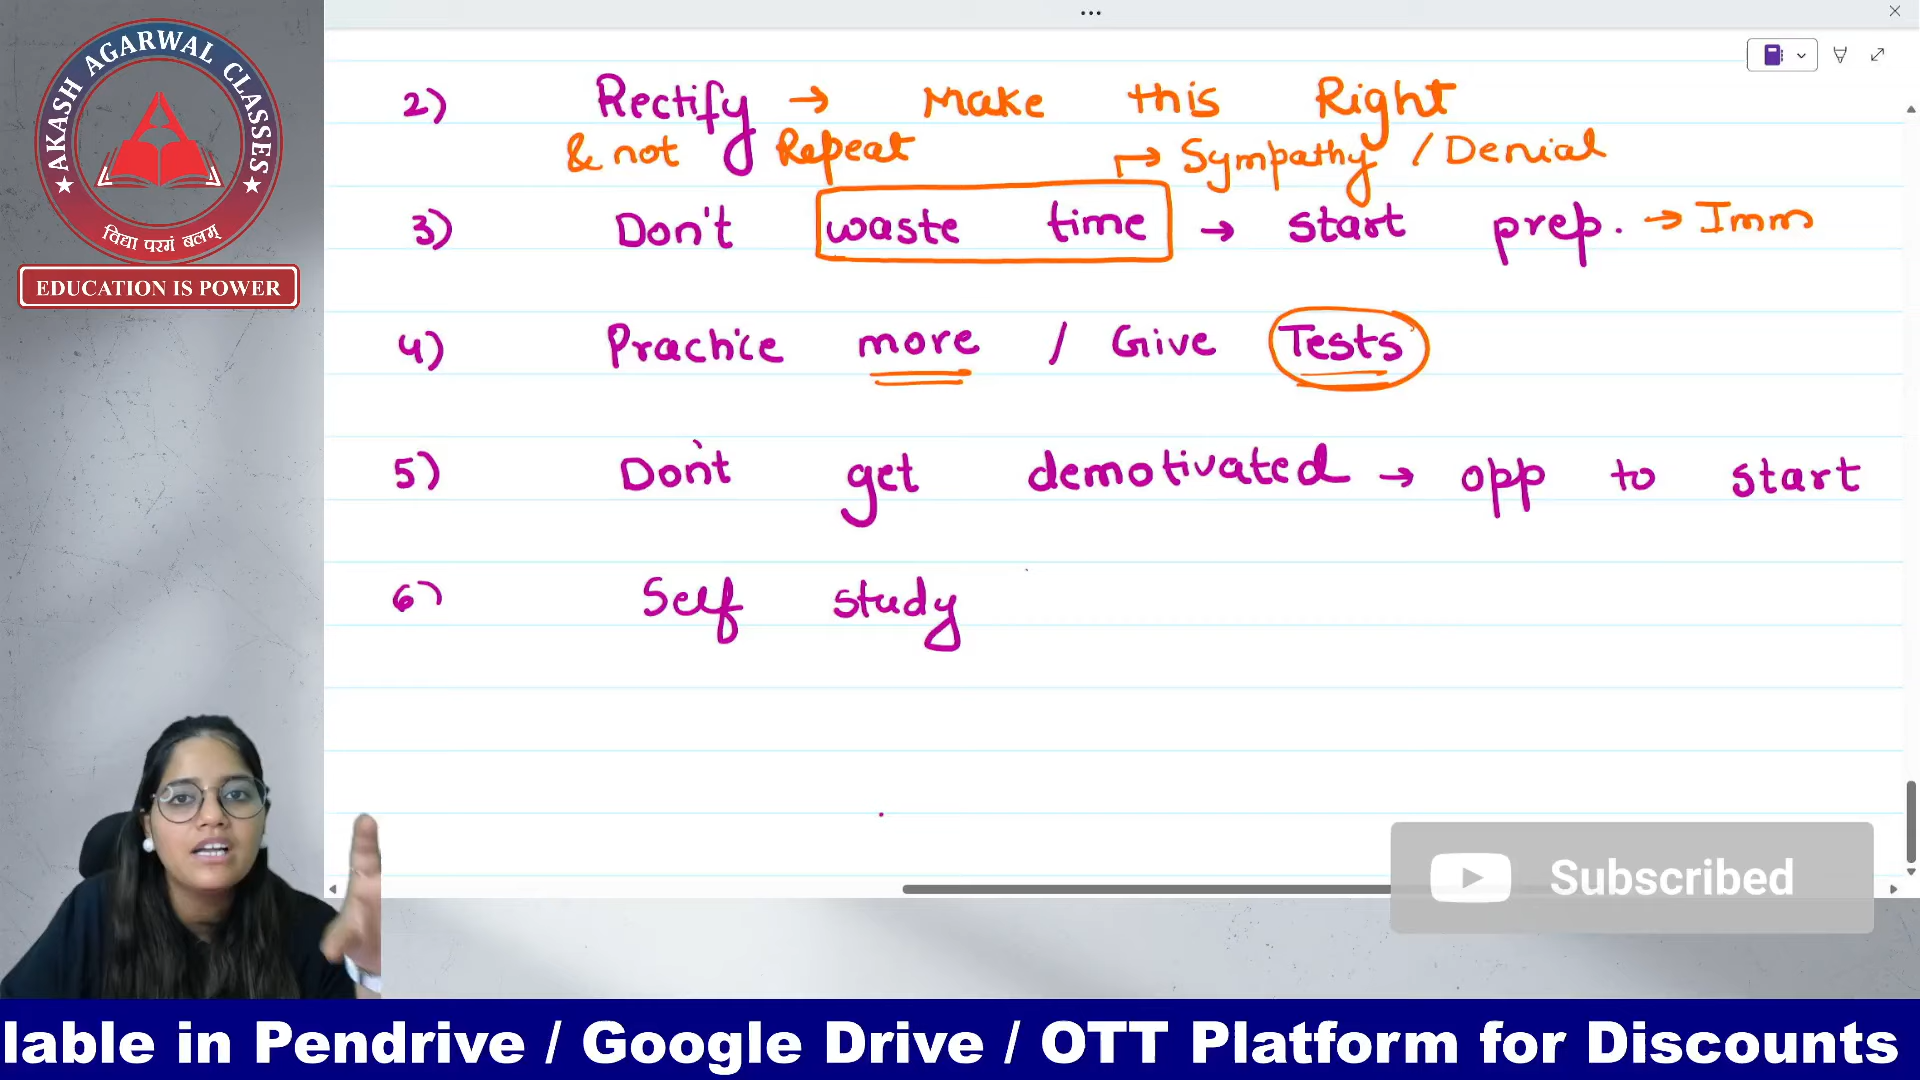 AKASH AGARWAL CLASSES
विद्या परमं बलम्
EDUCATION IS POWER
2) Rectify → Make this Right
& not Repeat → Sympathy / Denial
3) Don't waste time → start prep. → Imm
4) Practice more / Give Tests
5) Don't get demotivated → opp to start
6) Self study
Subscribed
lable in Pendrive / Google Drive / OTT Platform for Discounts